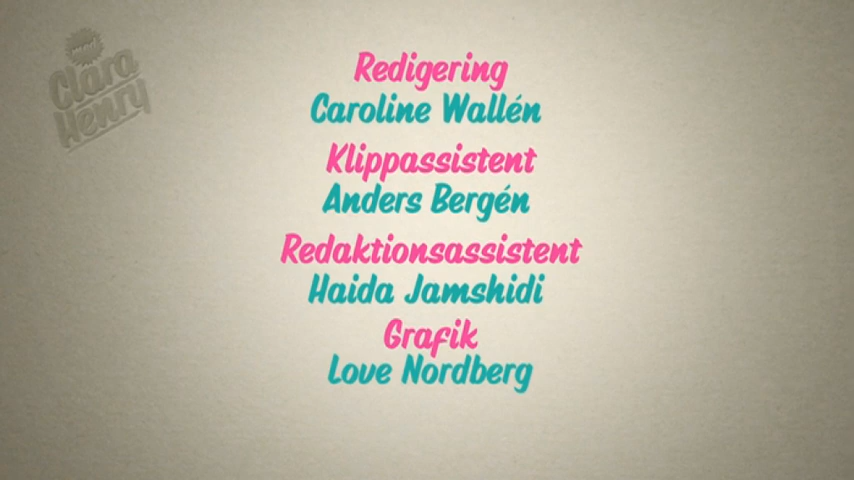 Clara
Henry
Redigering
Caroline Wallén
Klippassistent
Anders Bergén
Redaktionsassistent
Haida Jamshidi
Grafik
Love Nordberg